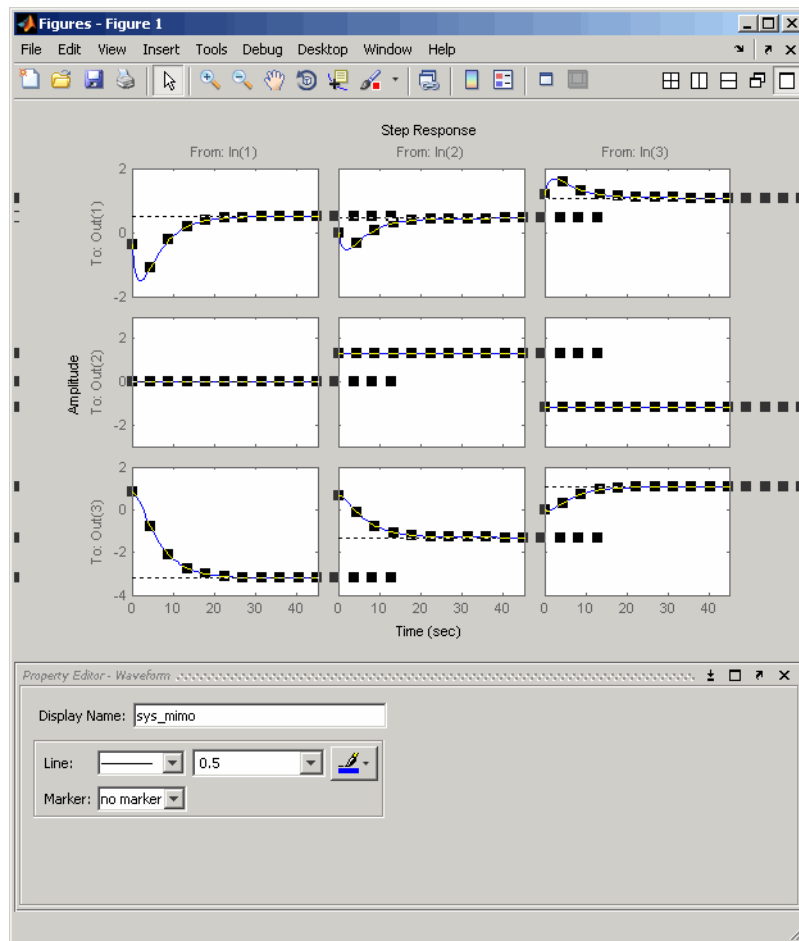 Figures - Figure 1
File Edit View Insert Tools Debug Desktop Window Help
Step Response
From: In(1) From: In(2) From: In(3)
2
0
-2
To: Out(1)
2
0
-2
To: Out(2)
Amplitude
2
0
-2
-4
To: Out(3)
0 10 20 30 40 0 10 20 30 40 0 10 20 30 40
Time (sec)
Property Editor - Waveform
Display Name: sys_mimo
Line: 0.5
Marker: no marker